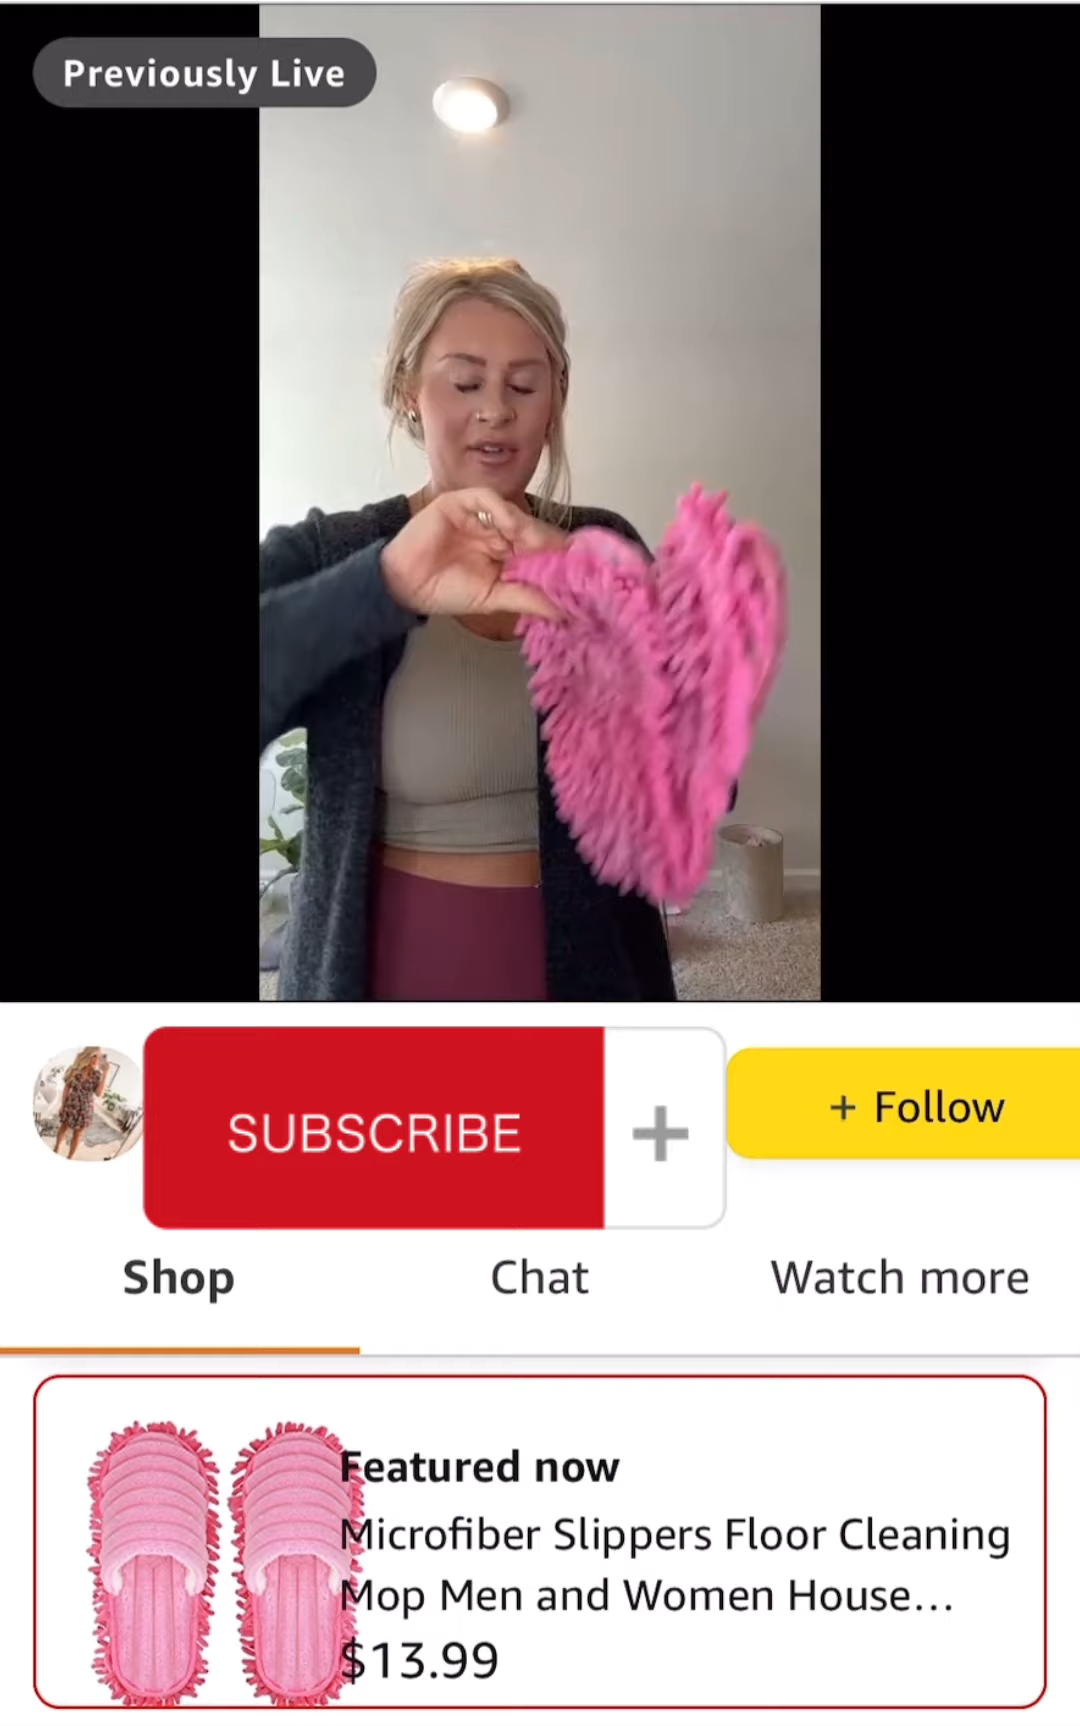 Previously Live
SUBSCRIBE +
+ Follow
Shop
Chat
Watch more
Featured now
Microfiber Slippers Floor Cleaning
Mop Men and Women House...
$13.99